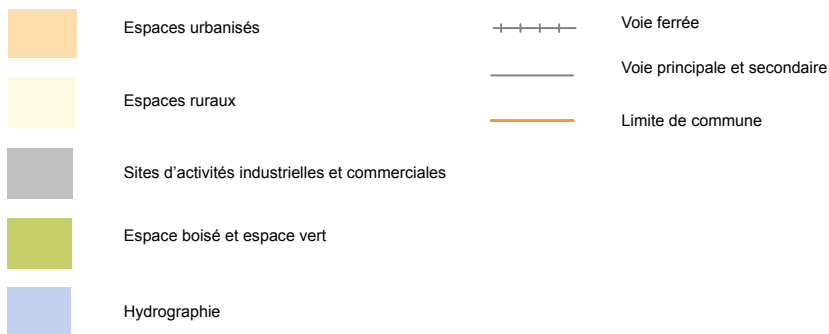 Espaces urbanisés
Espaces ruraux
Sites d’activités industrielles et commerciales
Espace boisé et espace vert
Hydrographie
Voie ferrée
Voie principale et secondaire
Limite de commune